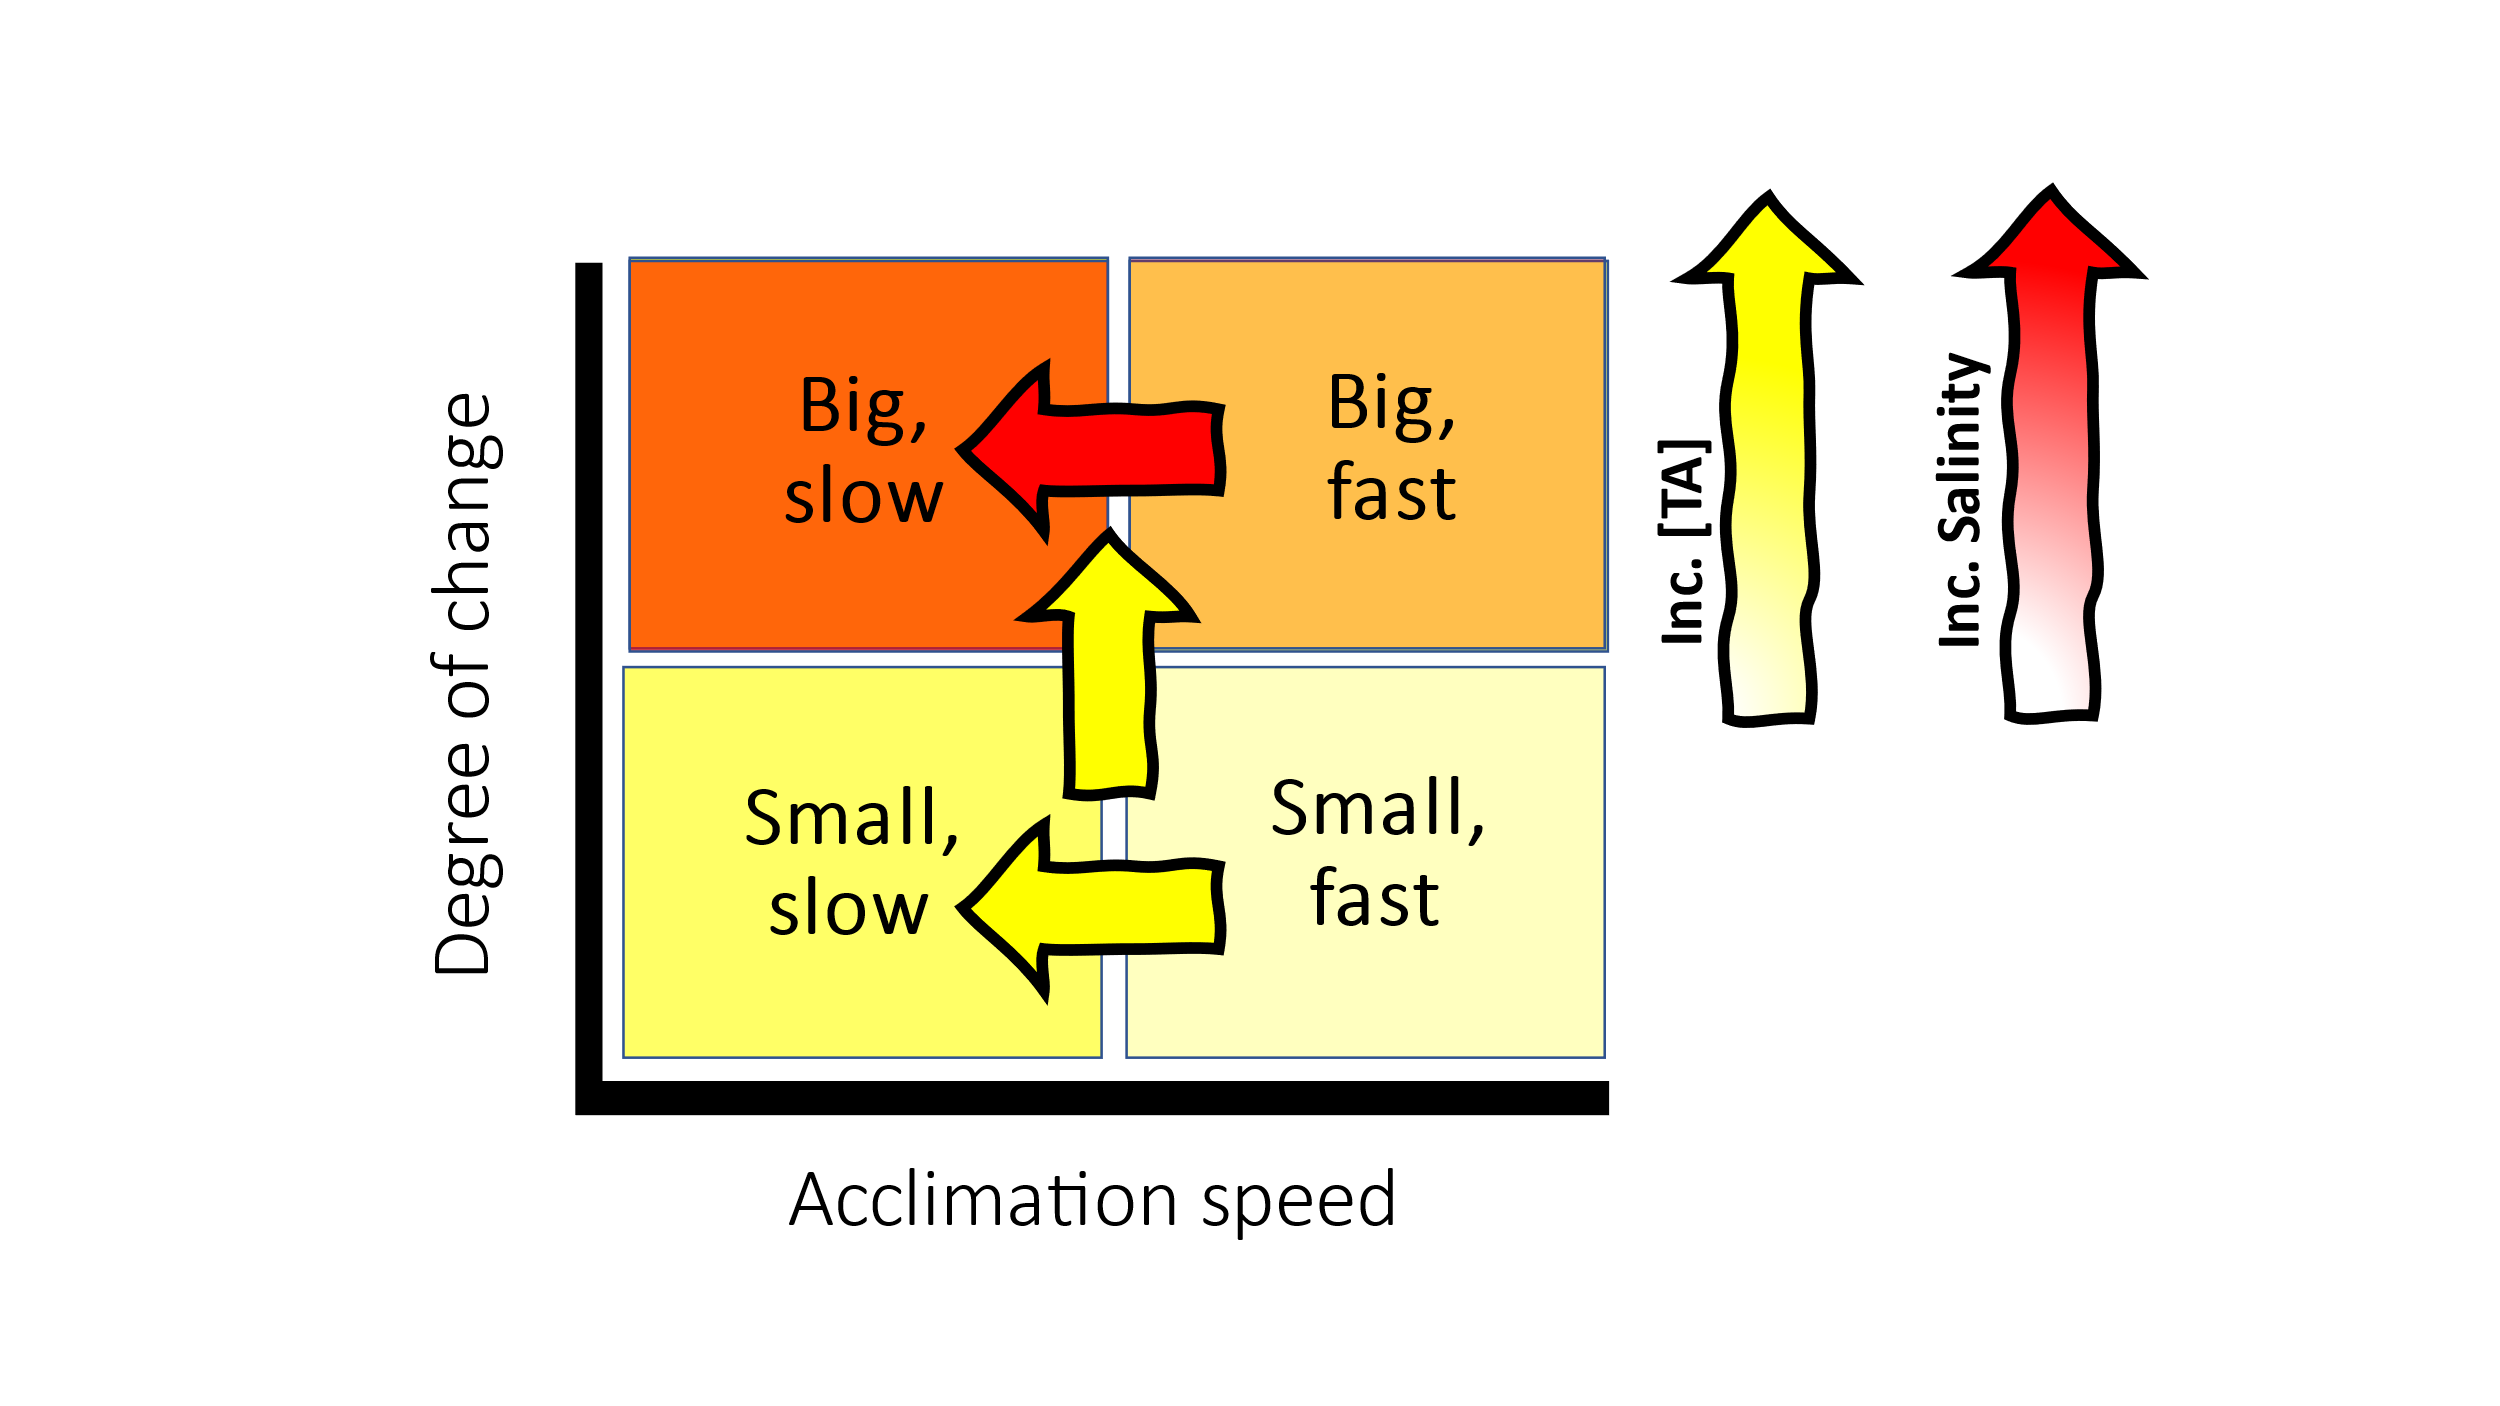 Degree of change
Big,
slow
Big,
fast
Small,
slow
Small,
fast
Acclimation speed
Inc. [TA]
Inc. Salinity